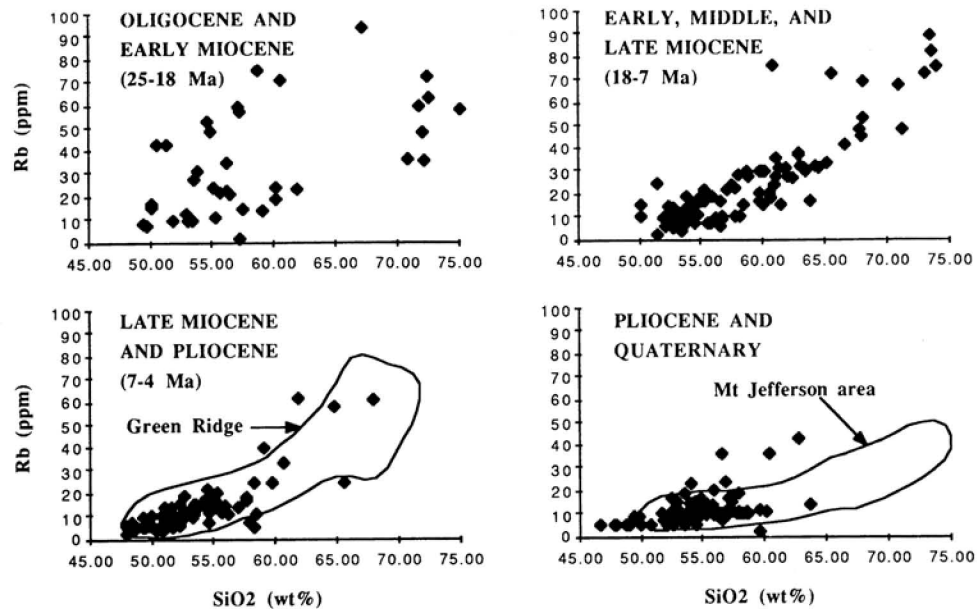 OLIGOCENE AND
EARLY MIOCENE
(25-18 Ma)
Rb (ppm)
100
90
80
70
60
50
40
30
20
10
0
45.00 50.00 55.00 60.00 65.00 70.00 75.00
EARLY, MIDDLE, AND
LATE MIOCENE
(18-7 Ma)
100
90
80
70
60
50
40
30
20
10
0
45.00 50.00 55.00 60.00 65.00 70.00 75.00
LATE MIOCENE
AND PLIOCENE
(7-4 Ma)
Green Ridge
Rb (ppm)
100
90
80
70
60
50
40
30
20
10
0
45.00 50.00 55.00 60.00 65.00 70.00 75.00
SiO2 (wt%)
PLIOCENE AND
QUATERNARY
Mt Jefferson area
100
90
80
70
60
50
40
30
20
10
0
45.00 50.00 55.00 60.00 65.00 70.00 75.00
SiO2 (wt%)